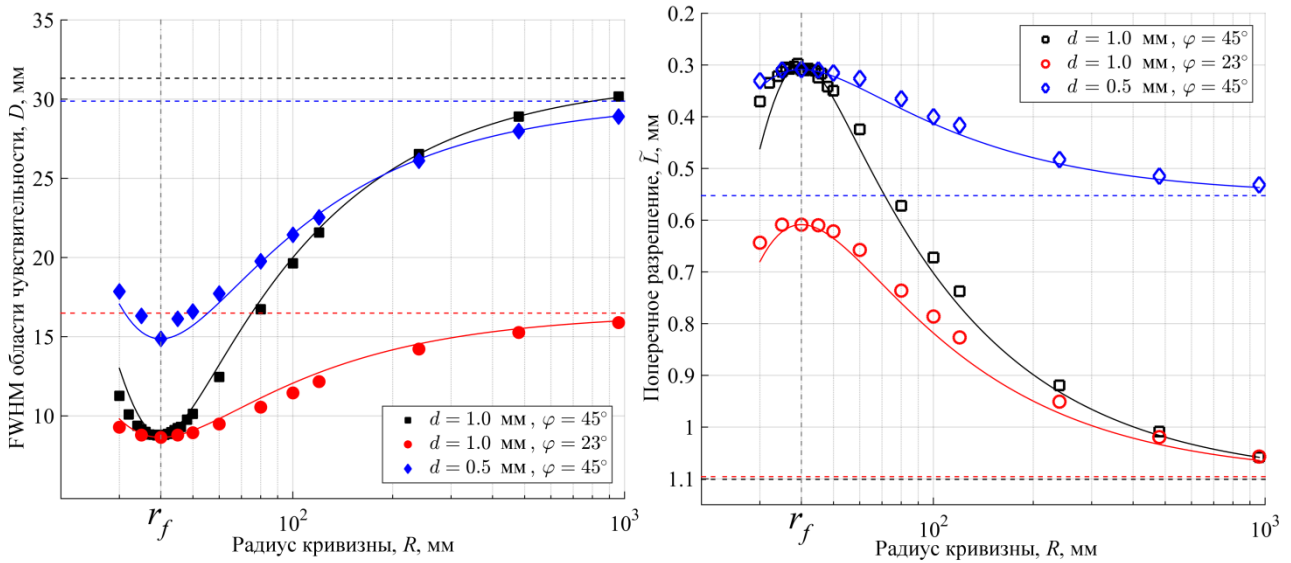 FWHM области чувствительности, D, мм
35
30
25
20
15
10
d = 1.0 мм, φ = 45°
d = 1.0 мм, φ = 23°
d = 0.5 мм, φ = 45°
r_f
10²
10³
Радиус кривизны, R, мм
Поперечное разрешение, L̃, мм
0.2
0.3
0.4
0.5
0.6
0.7
0.8
0.9
1
1.1
d = 1.0 мм, φ = 45°
d = 1.0 мм, φ = 23°
d = 0.5 мм, φ = 45°
r_f
10²
10³
Радиус кривизны, R, мм